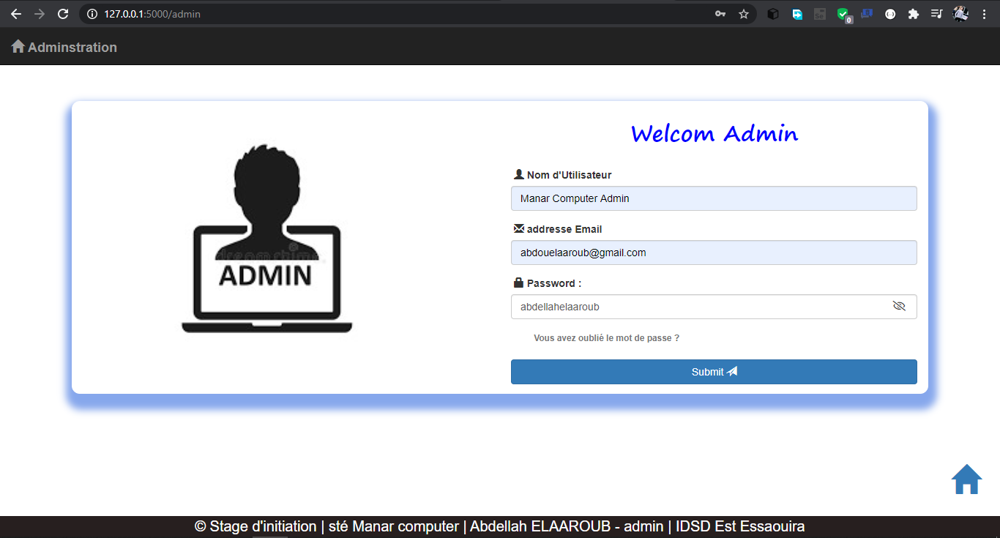 127.0.0.1:5000/admin
0
Adminstration
Welcom Admin
Nom d'Utilisateur
Manar Computer Admin
addresse Email
abdouelaaroub@gmail.com
Password :
abdellahelaaroub
Vous avez oublié le mot de passe ?
Submit
dreamstime
ADMIN
© Stage d'initiation | sté Manar computer | Abdellah ELAAROUB - admin | IDSD Est Essaouira